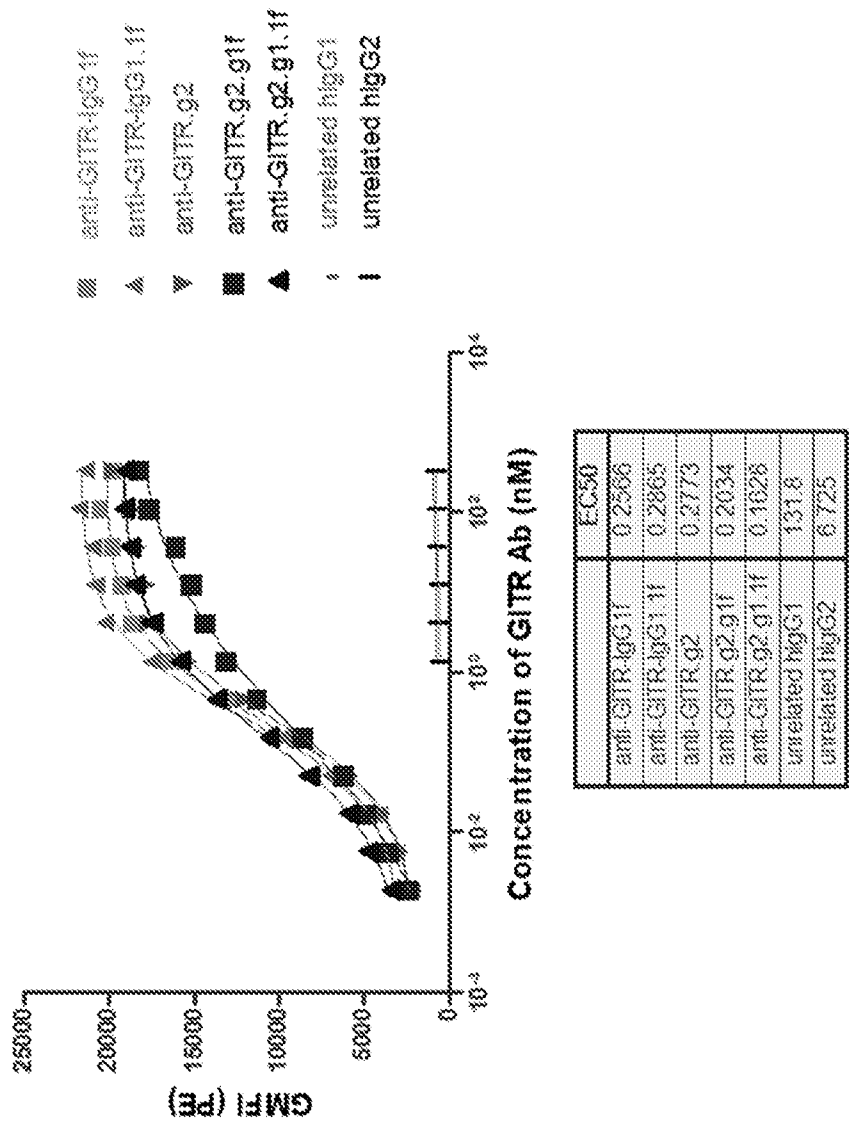 25000
20000
15000
10000
5000
0
GMFI (PE)
10-4
10-2
100
102
104
Concentration of GITR Ab (nM)
anti-GITR-IgG1f
anti-GITR-IgG1.1f
anti-GITR.g2
anti-GITR.g2.g1f
anti-GITR.g2.g1.1f
unrelated hIgG1
unrelated hIgG2
EC50
anti-GITR-IgG1f 0.2566
anti-GITR-IgG1.1f 0.2865
anti-GITR.g2 0.2773
anti-GITR.g2.g1f 0.2034
anti-GITR.g2.g1.1f 0.1628
unrelated hIgG1 131.8
unrelated hIgG2 6.725